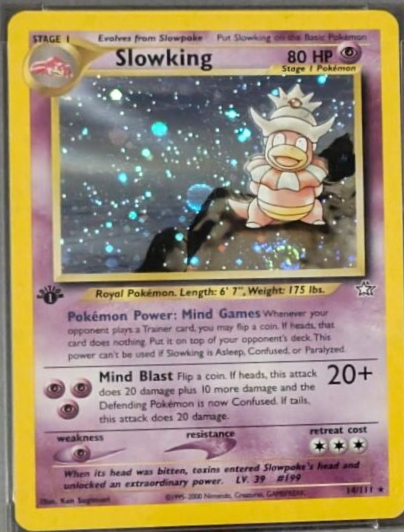 STAGE 1 Evolves from Slowpoke Put Slowking on the Basic Pokémon
Slowking 80 HP
Stage 1 Pokémon
EDITION
1
Royal Pokémon. Length: 6' 7", Weight: 175 lbs.
Pokémon Power: Mind Games Whenever your
opponent plays a Trainer card, you may flip a coin. If heads, that
card does nothing. Put it on top of your opponent's deck. This
power can't be used if Slowking is Asleep, Confused, or Paralyzed.
Mind Blast Flip a coin. If heads, this attack 20+
does 20 damage plus 10 more damage and the
Defending Pokémon is now Confused. If tails,
this attack does 20 damage.
weakness resistance retreat cost
When its head was bitten, toxins entered Slowpoke's head and
unlocked an extraordinary power. LV. 39 #199
Illus. Ken Sugimori ©1995-2000 Nintendo, Creatures, GAMEFREAK. 14/111